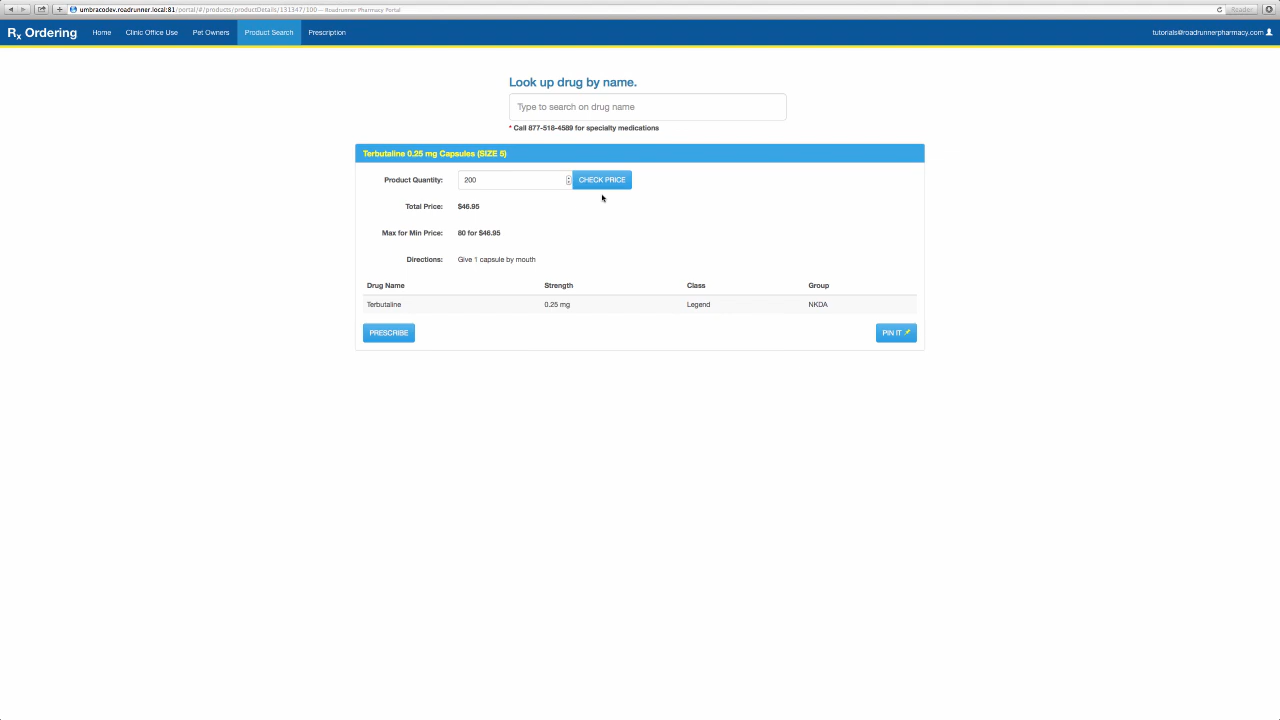 umbracodev.roadrunner.local:81/portal/#/products/productDetails/131347/100 — Roadrunner Pharmacy Portal
Reader
Rx Ordering Home Clinic Office Use Pet Owners Product Search Prescription tutorials@roadrunnerpharmacy.com
Look up drug by name.
Type to search on drug name
* Call 877-518-4589 for specialty medications
Terbutaline 0.25 mg Capsules (SIZE 5)
Product Quantity: 200 CHECK PRICE
Total Price: $46.95
Max for Min Price: 80 for $46.95
Directions: Give 1 capsule by mouth
Drug Name Strength Class Group
Terbutaline 0.25 mg Legend NKDA
PRESCRIBE PIN IT